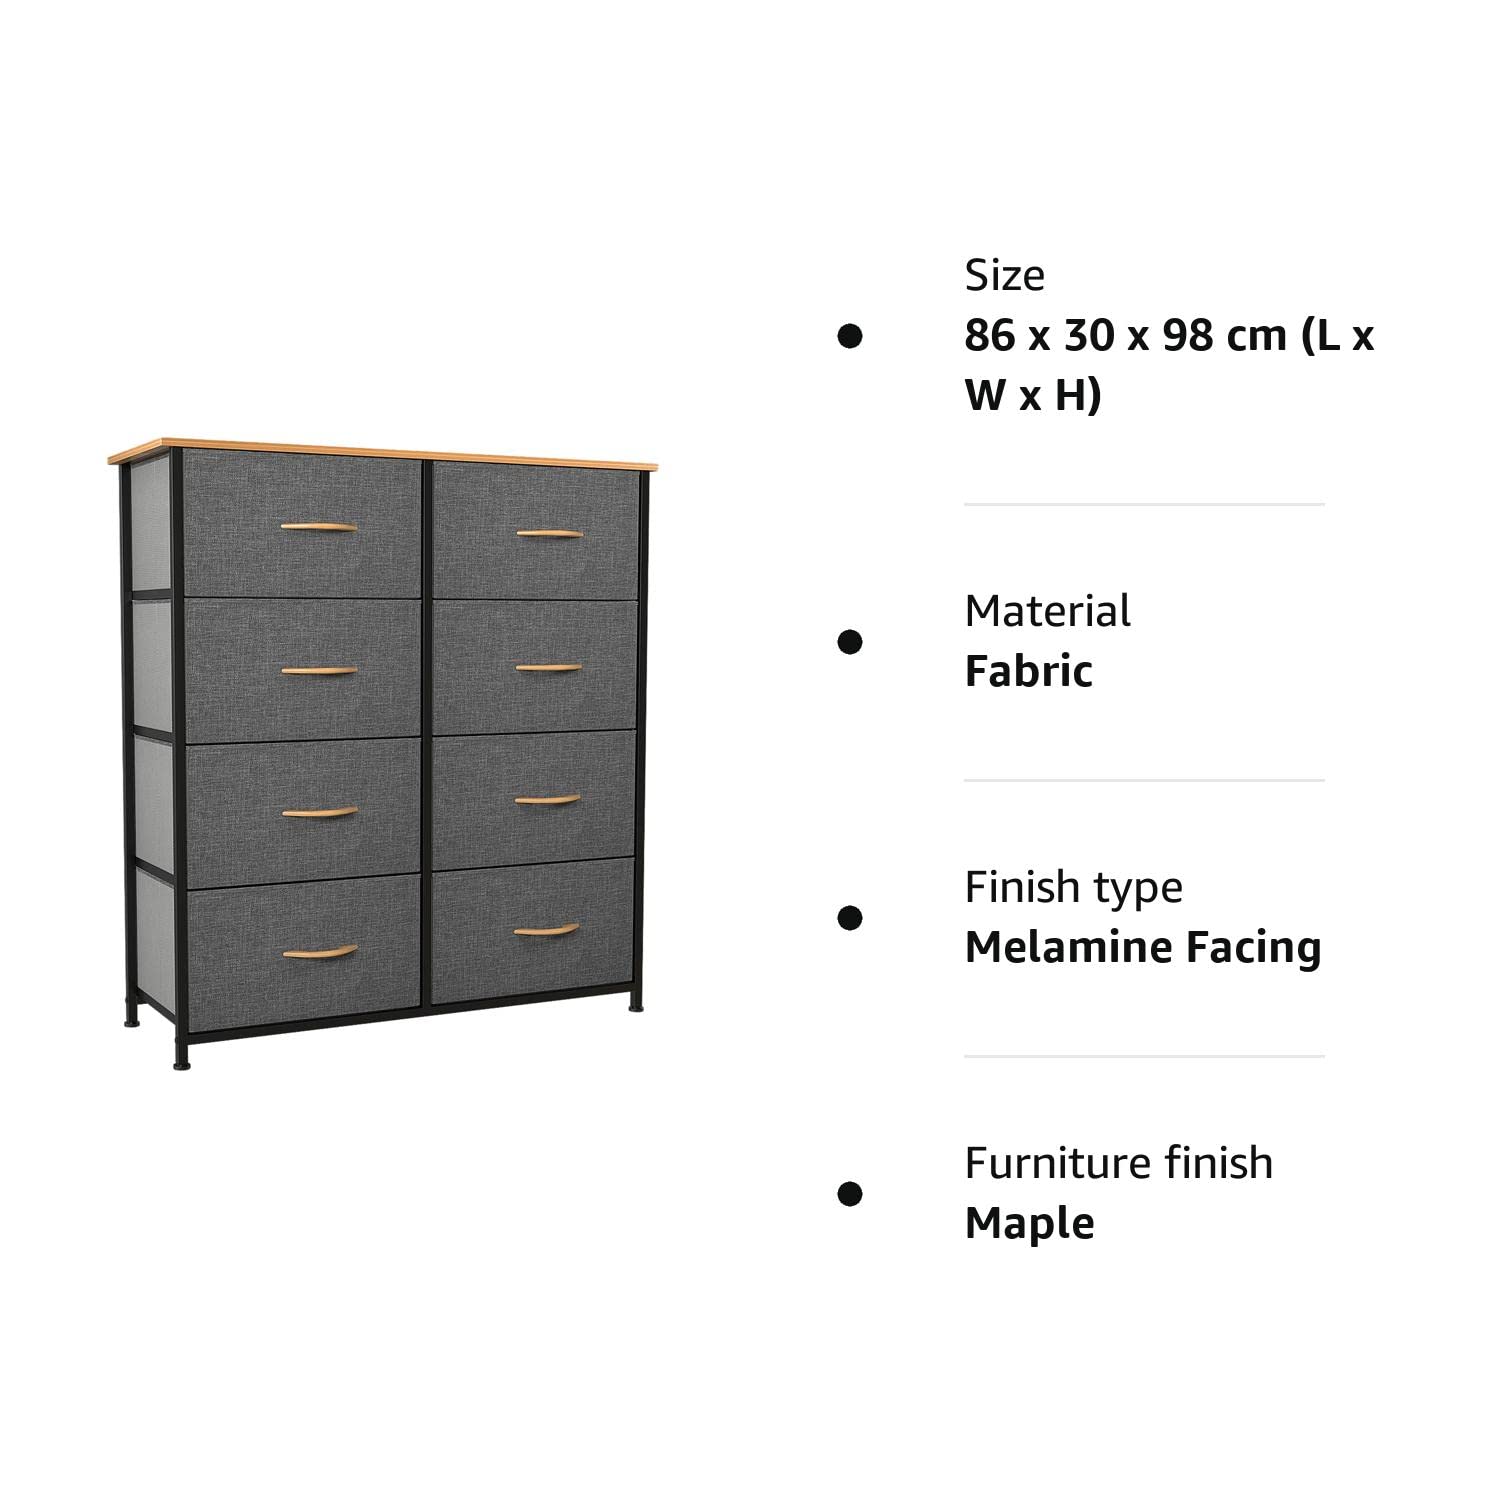 Size
86 x 30 x 98 cm (L x
W x H)
Material
Fabric
Finish type
Melamine Facing
Furniture finish
Maple